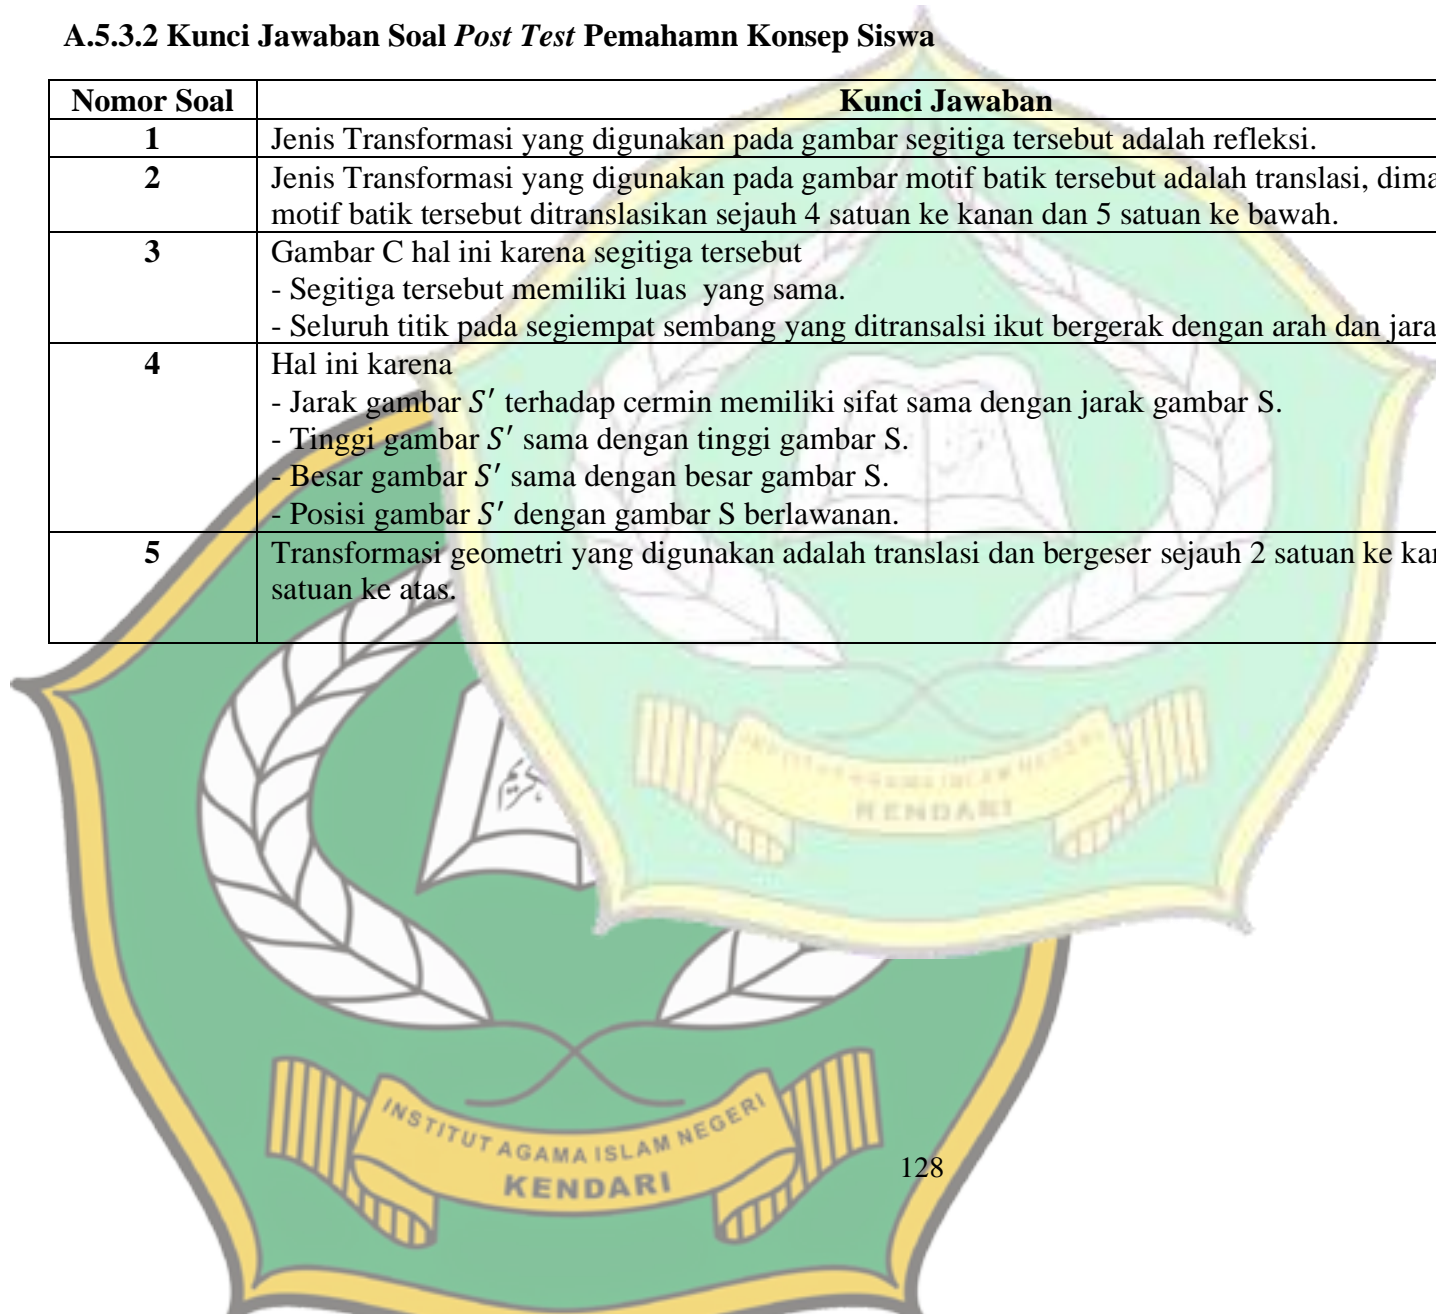 A.5.3.2 Kunci Jawaban Soal Post Test Pemahamn Konsep Siswa
Nomor Soal Kunci Jawaban
1 Jenis Transformasi yang digunakan pada gambar segitiga tersebut adalah refleksi.
2 Jenis Transformasi yang digunakan pada gambar motif batik tersebut adalah translasi,
motif batik tersebut ditranslasikan sejauh 4 satuan ke kanan dan 5 satuan ke bawah.
3 Gambar C hal ini karena segitiga tersebut
- Segitiga tersebut memiliki luas yang sama.
- Seluruh titik pada segiempat sembang yang ditransalsi ikut bergerak dengan arah dan
4 Hal ini karena
- Jarak gambar S′ terhadap cermin memiliki sifat sama dengan jarak gambar S.
- Tinggi gambar S′ sama dengan tinggi gambar S.
- Besar gambar S′ sama dengan besar gambar S.
- Posisi gambar S′ dengan gambar S berlawanan.
5 Transformasi geometri yang digunakan adalah translasi dan bergeser sejauh 2 satuan ke
satuan ke atas.
INSTITUT AGAMA ISLAM NEGERI
KENDARI
INSTITUT AGAMA ISLAM NEGERI
KENDARI
128